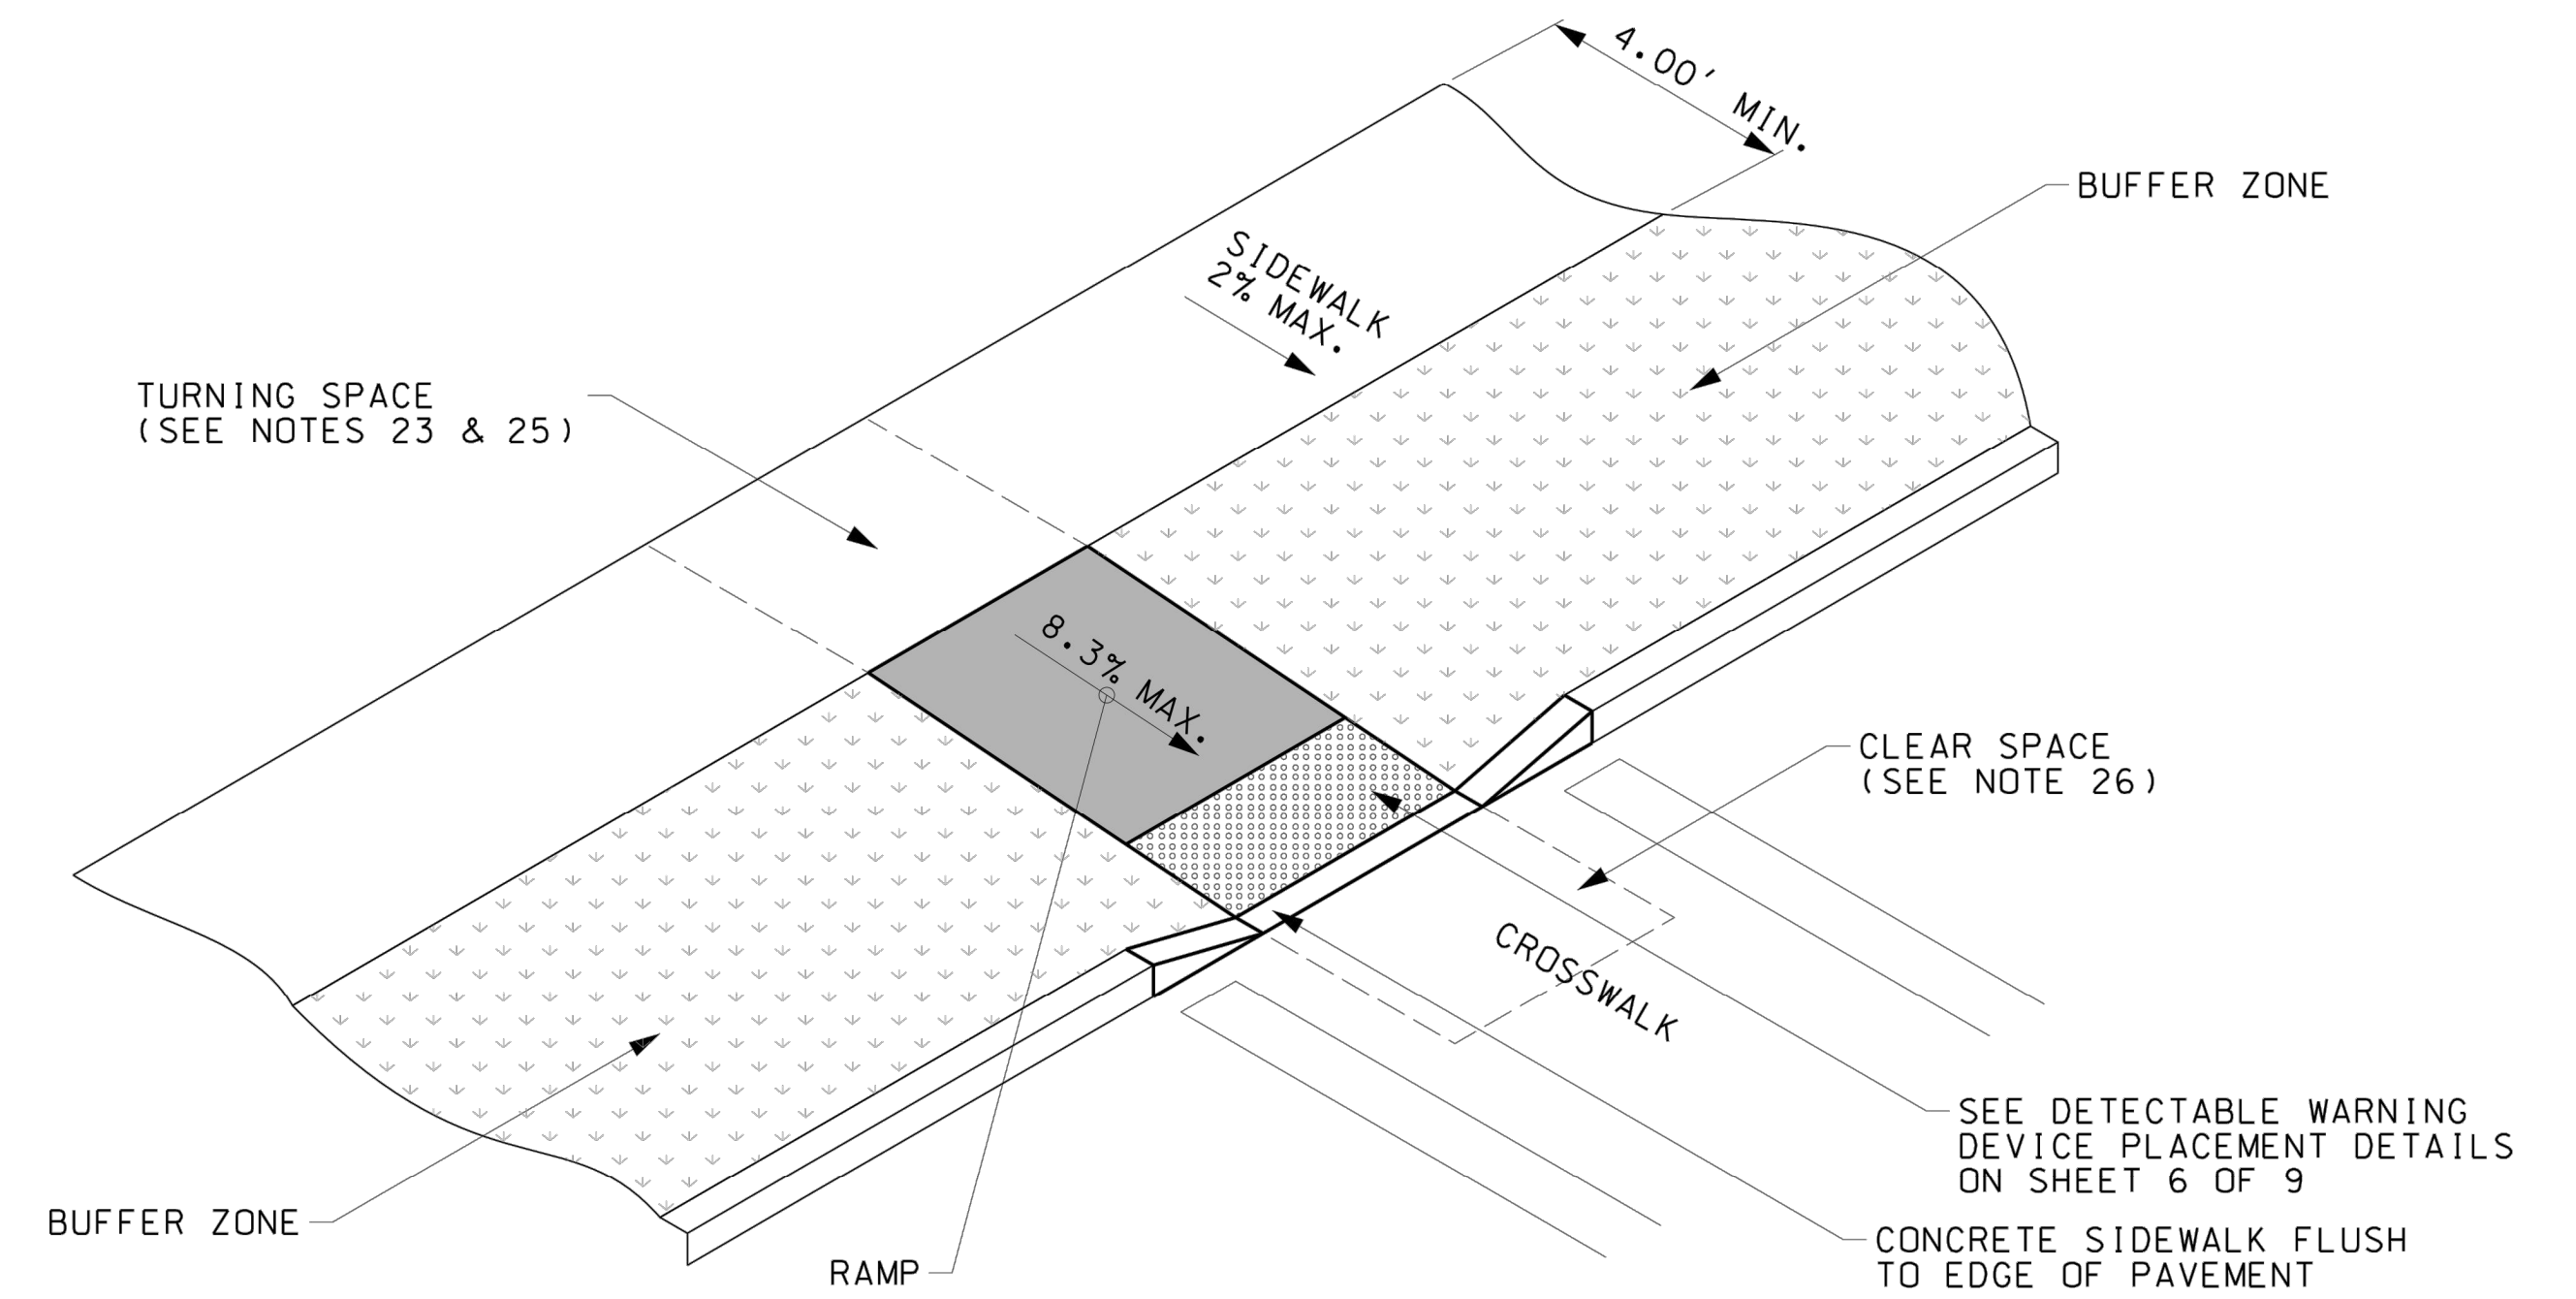 4.00' MIN.
BUFFER ZONE
SIDEWALK
2% MAX.
TURNING SPACE
(SEE NOTES 23 & 25)
8.3% MAX.
CLEAR SPACE
(SEE NOTE 26)
CROSSWALK
SEE DETECTABLE WARNING
DEVICE PLACEMENT DETAILS
ON SHEET 6 OF 9
BUFFER ZONE
CONCRETE SIDEWALK FLUSH
TO EDGE OF PAVEMENT
RAMP